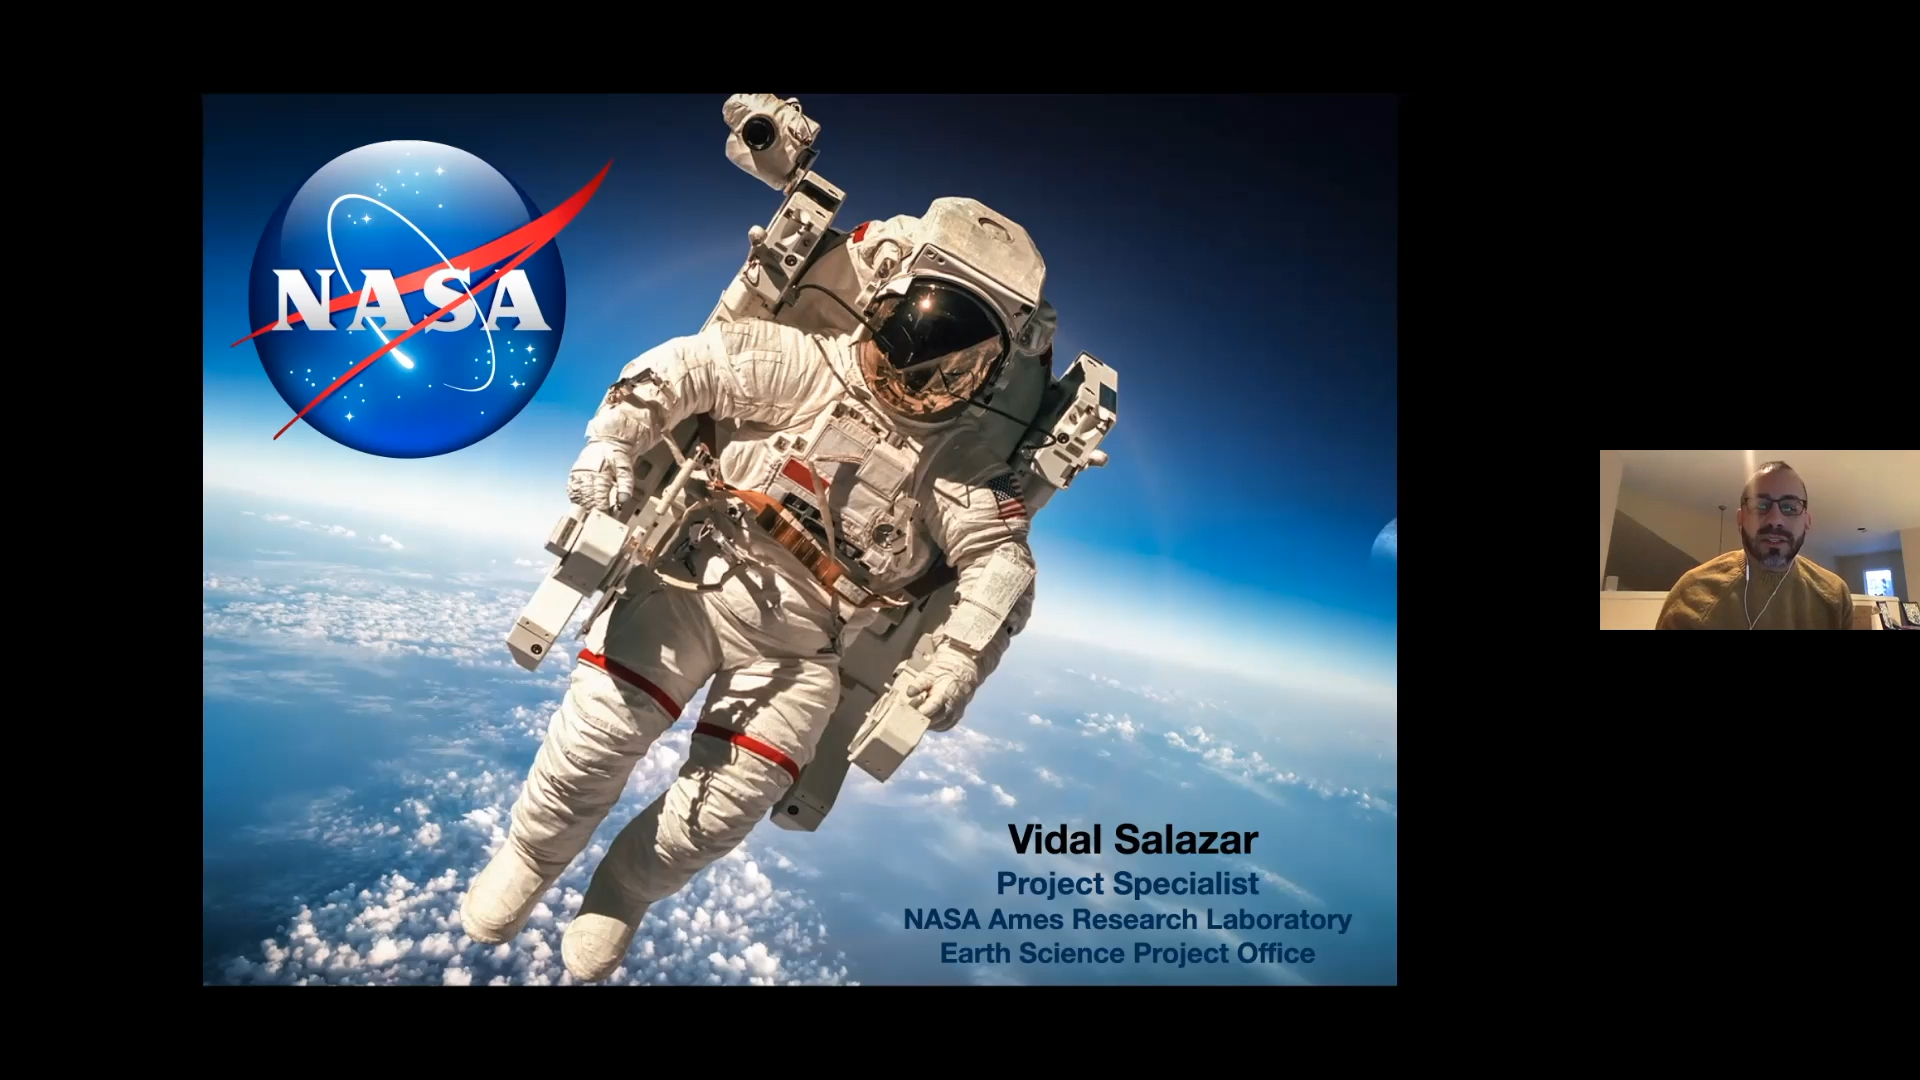 NASA
Vidal Salazar
Project Specialist
NASA Ames Research Laboratory
Earth Science Project Office